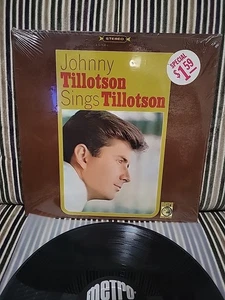 STEREO
Johnny
Tillotson
Sings Tillotson
SPECIAL
$1.59
metro